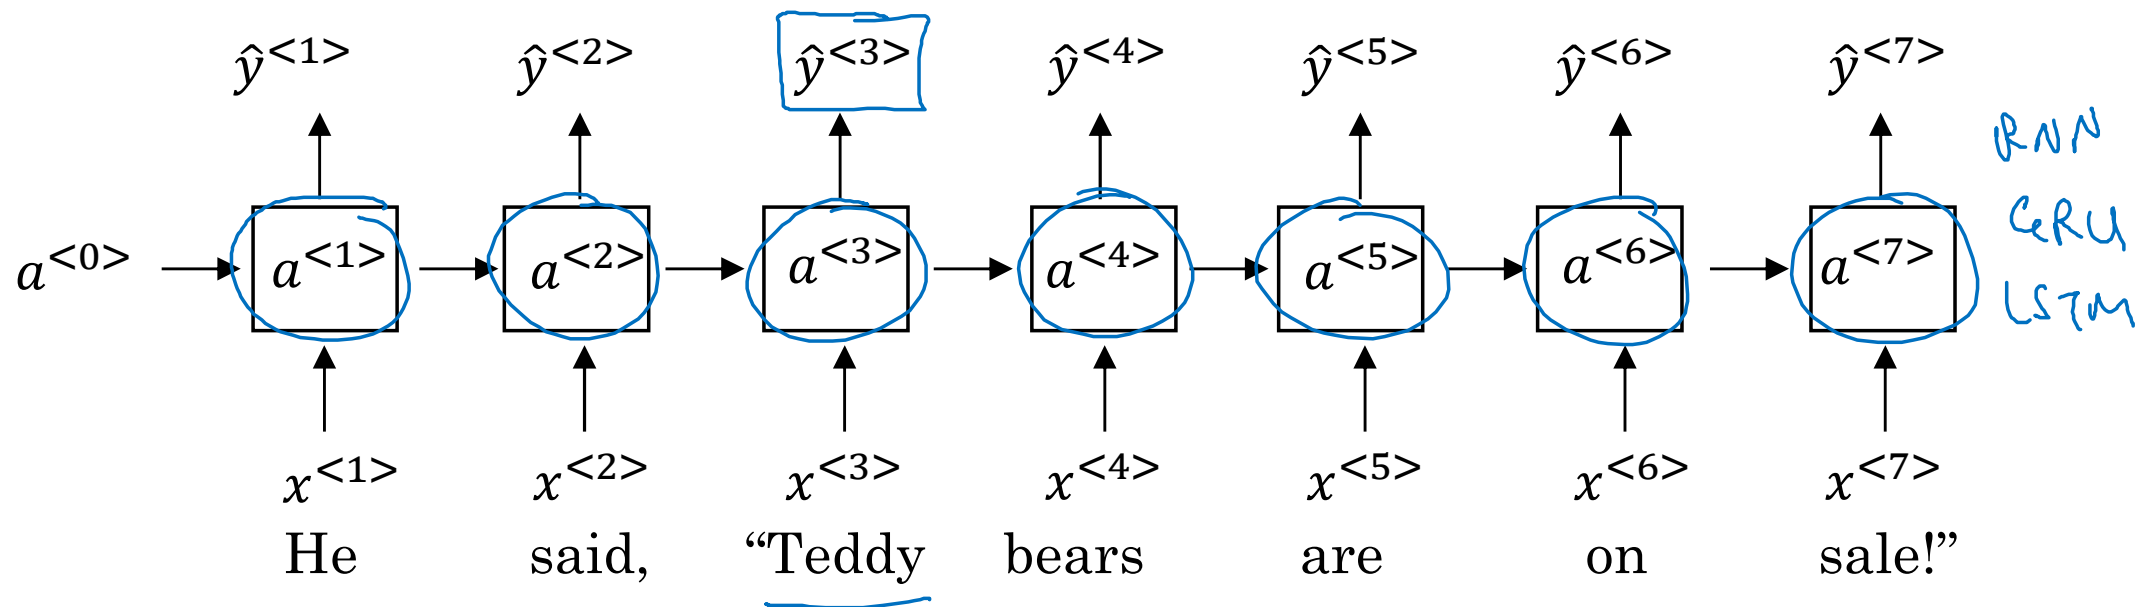 ŷ<1> ŷ<2> ŷ<3> ŷ<4> ŷ<5> ŷ<6> ŷ<7>
RNN
GRU
a<0> a<1> a<2> a<3> a<4> a<5> a<6> a<7>
LSTM
x<1> x<2> x<3> x<4> x<5> x<6> x<7>
He said, “Teddy bears are on sale!”